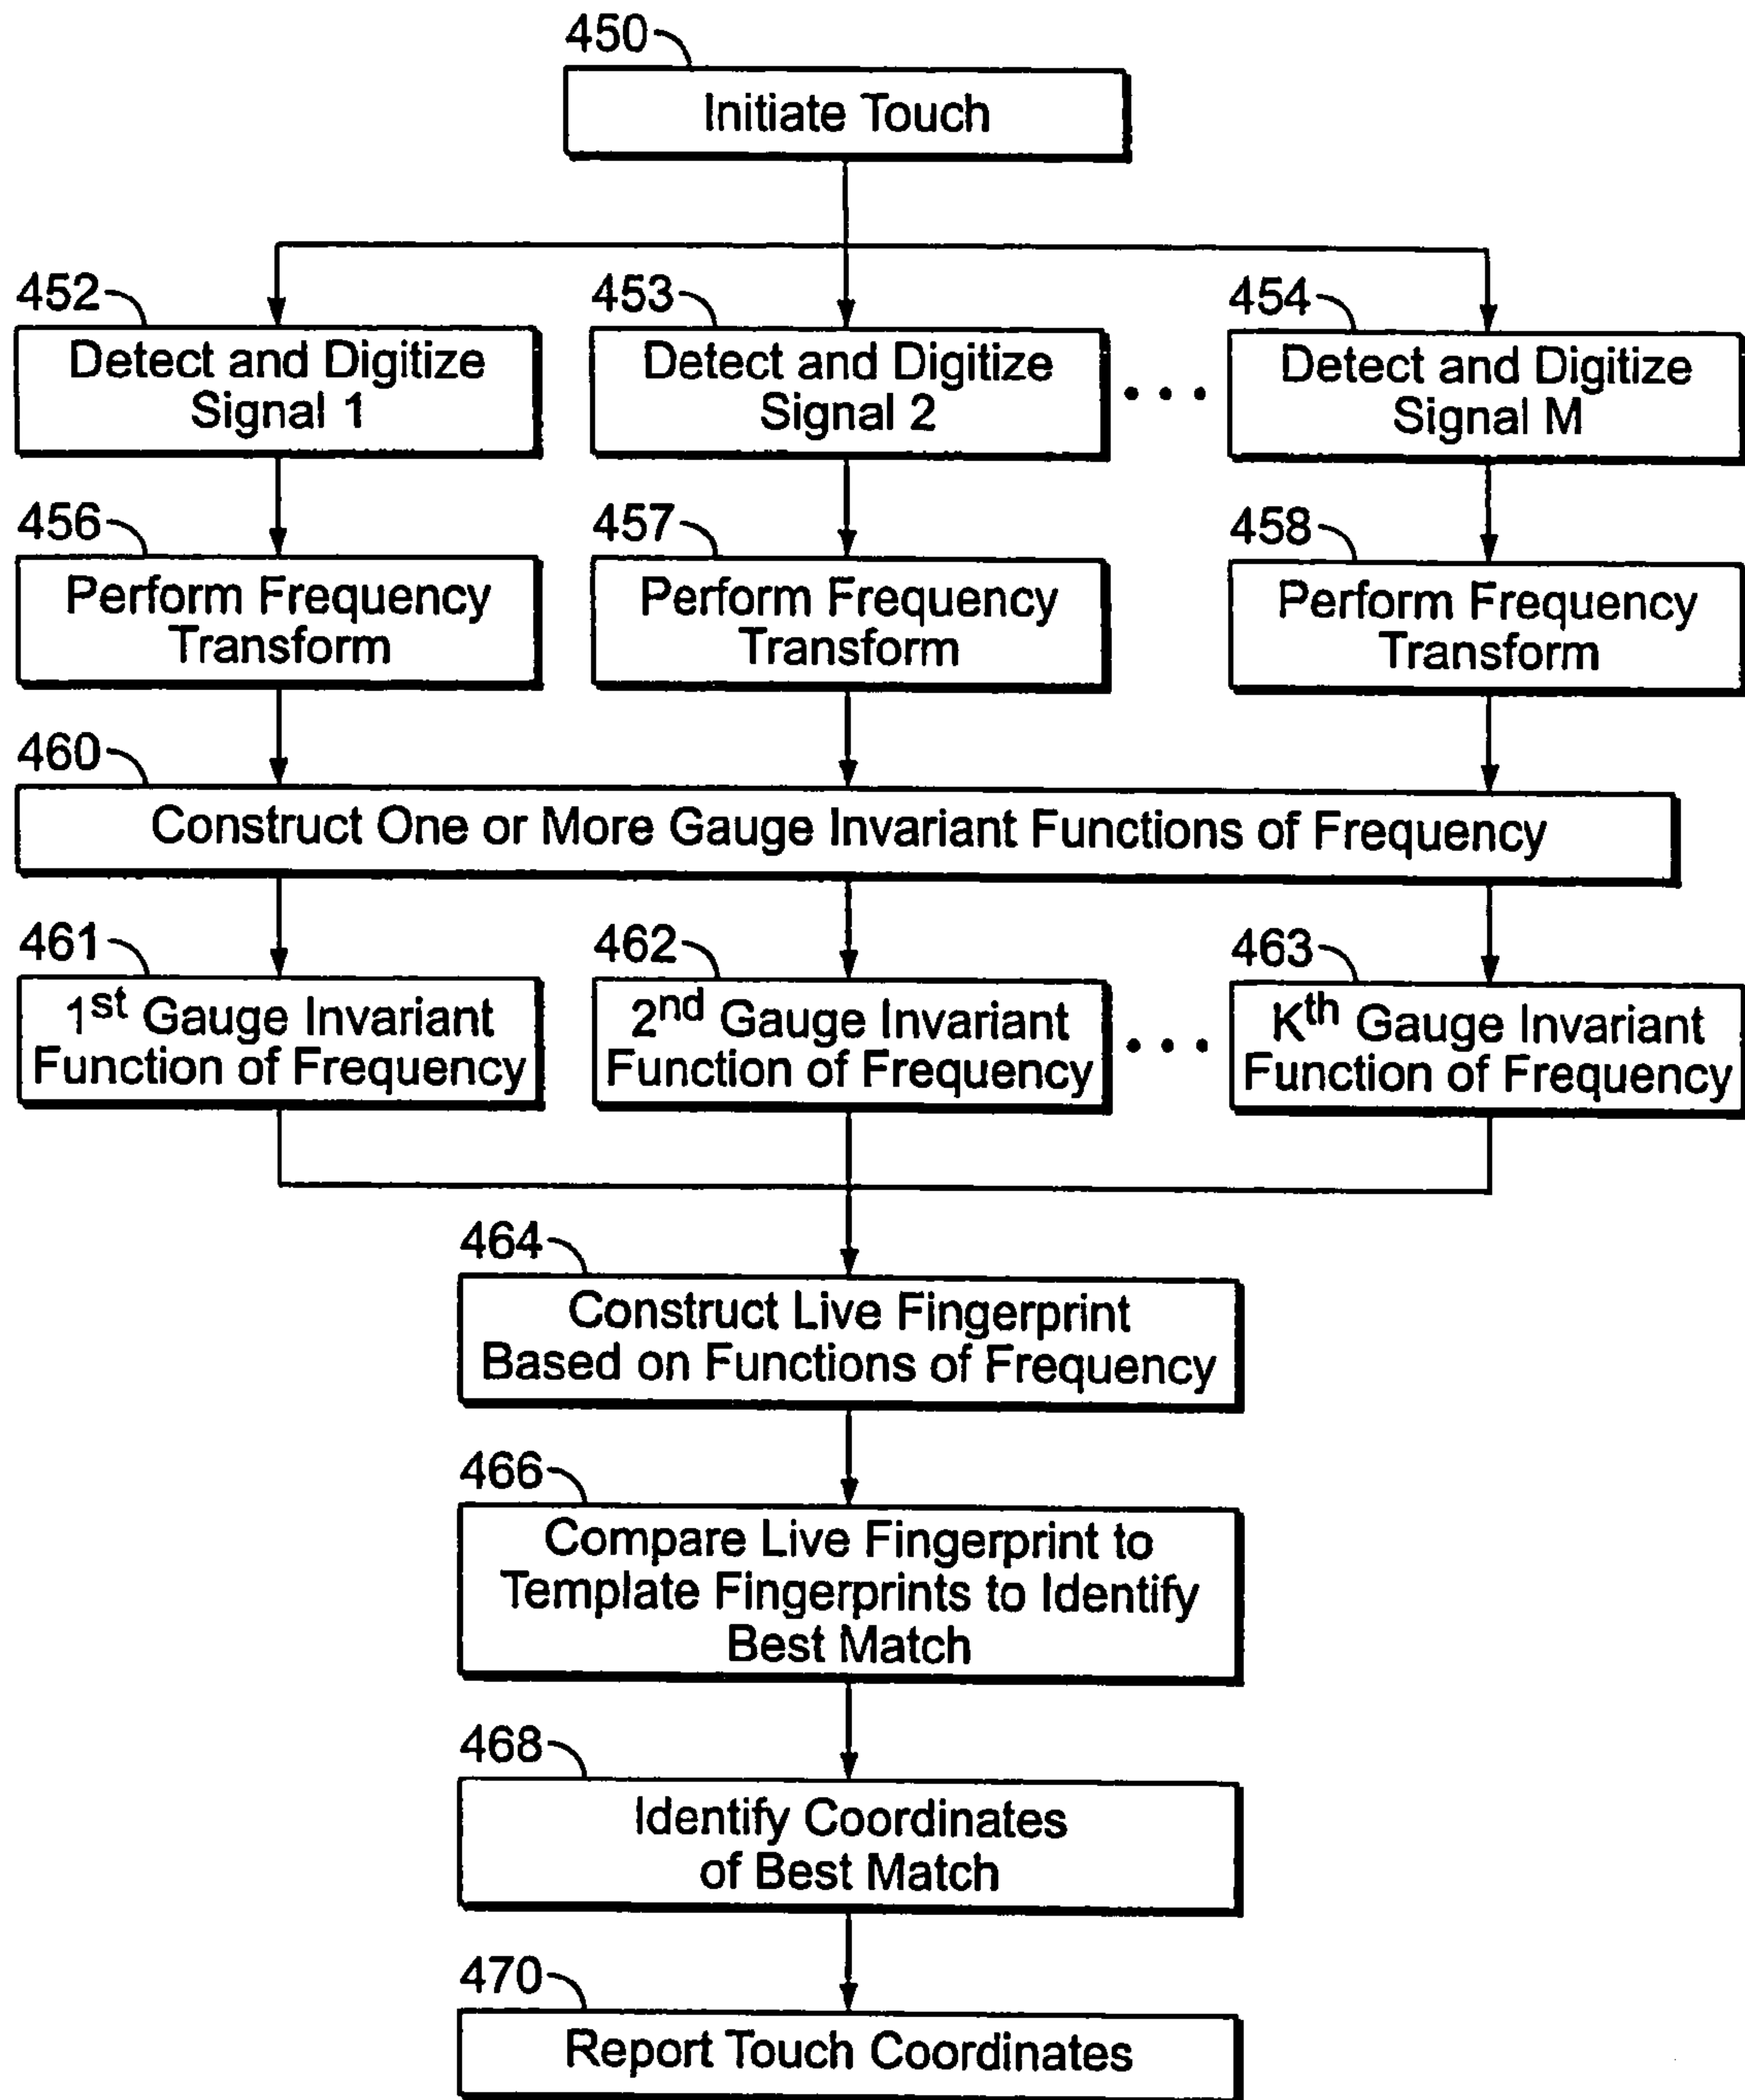 450
Initiate Touch
452
453
454
Detect and Digitize
Signal 1
Detect and Digitize
Signal 2
• • •
Detect and Digitize
Signal M
456
457
458
Perform Frequency
Transform
Perform Frequency
Transform
Perform Frequency
Transform
460
Construct One or More Gauge Invariant Functions of Frequency
461
462
463
1st Gauge Invariant
Function of Frequency
2nd Gauge Invariant
Function of Frequency
• • •
Kth Gauge Invariant
Function of Frequency
464
Construct Live Fingerprint
Based on Functions of Frequency
466
Compare Live Fingerprint to
Template Fingerprints to Identify
Best Match
468
Identify Coordinates
of Best Match
470
Report Touch Coordinates